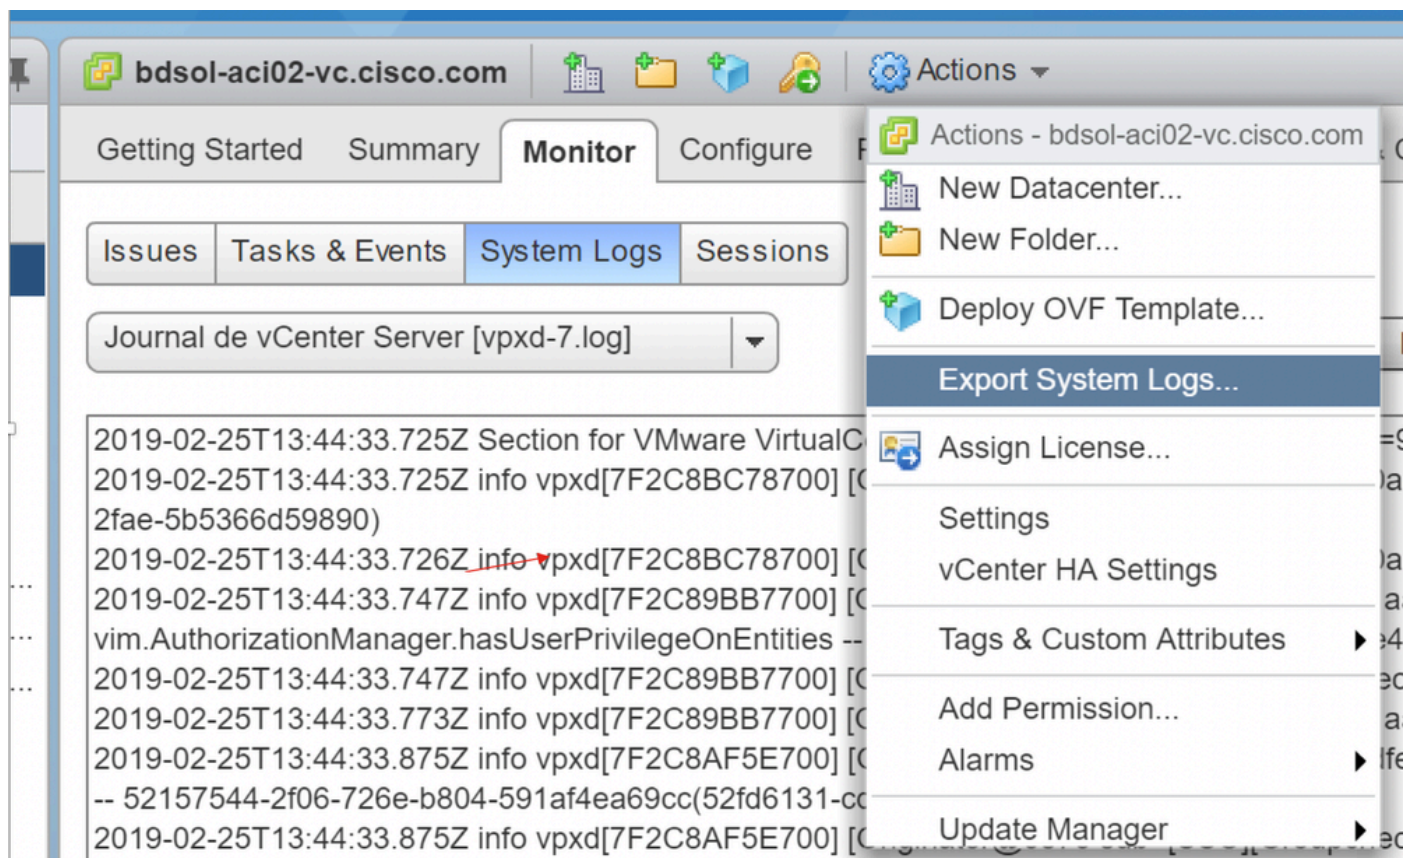 bdsol-aci02-vc.cisco.com Actions
Getting Started Summary Monitor Configure
Issues Tasks & Events System Logs Sessions
Journal de vCenter Server [vpxd-7.log]
2019-02-25T13:44:33.725Z Section for VMware
2019-02-25T13:44:33.725Z info vpxd[7F2C8BC78700]
2fae-5b5366d59890)
2019-02-25T13:44:33.726Z info vpxd[7F2C8BC78700]
2019-02-25T13:44:33.747Z info vpxd[7F2C89BB7700]
vim.AuthorizationManager.hasUserPrivilegeOnEntities --
2019-02-25T13:44:33.747Z info vpxd[7F2C89BB7700]
2019-02-25T13:44:33.773Z info vpxd[7F2C89BB7700]
2019-02-25T13:44:33.875Z info vpxd[7F2C8AF5E700]
-- 52157544-2f06-726e-b804-591af4ea69cc(52fd6131-
2019-02-25T13:44:33.875Z info vpxd[7F2C8AF5E700]
Actions - bdsol-aci02-vc.cisco.com
New Datacenter...
New Folder...
Deploy OVF Template...
Export System Logs...
Assign License...
Settings
vCenter HA Settings
Tags & Custom Attributes
Add Permission...
Alarms
Update Manager